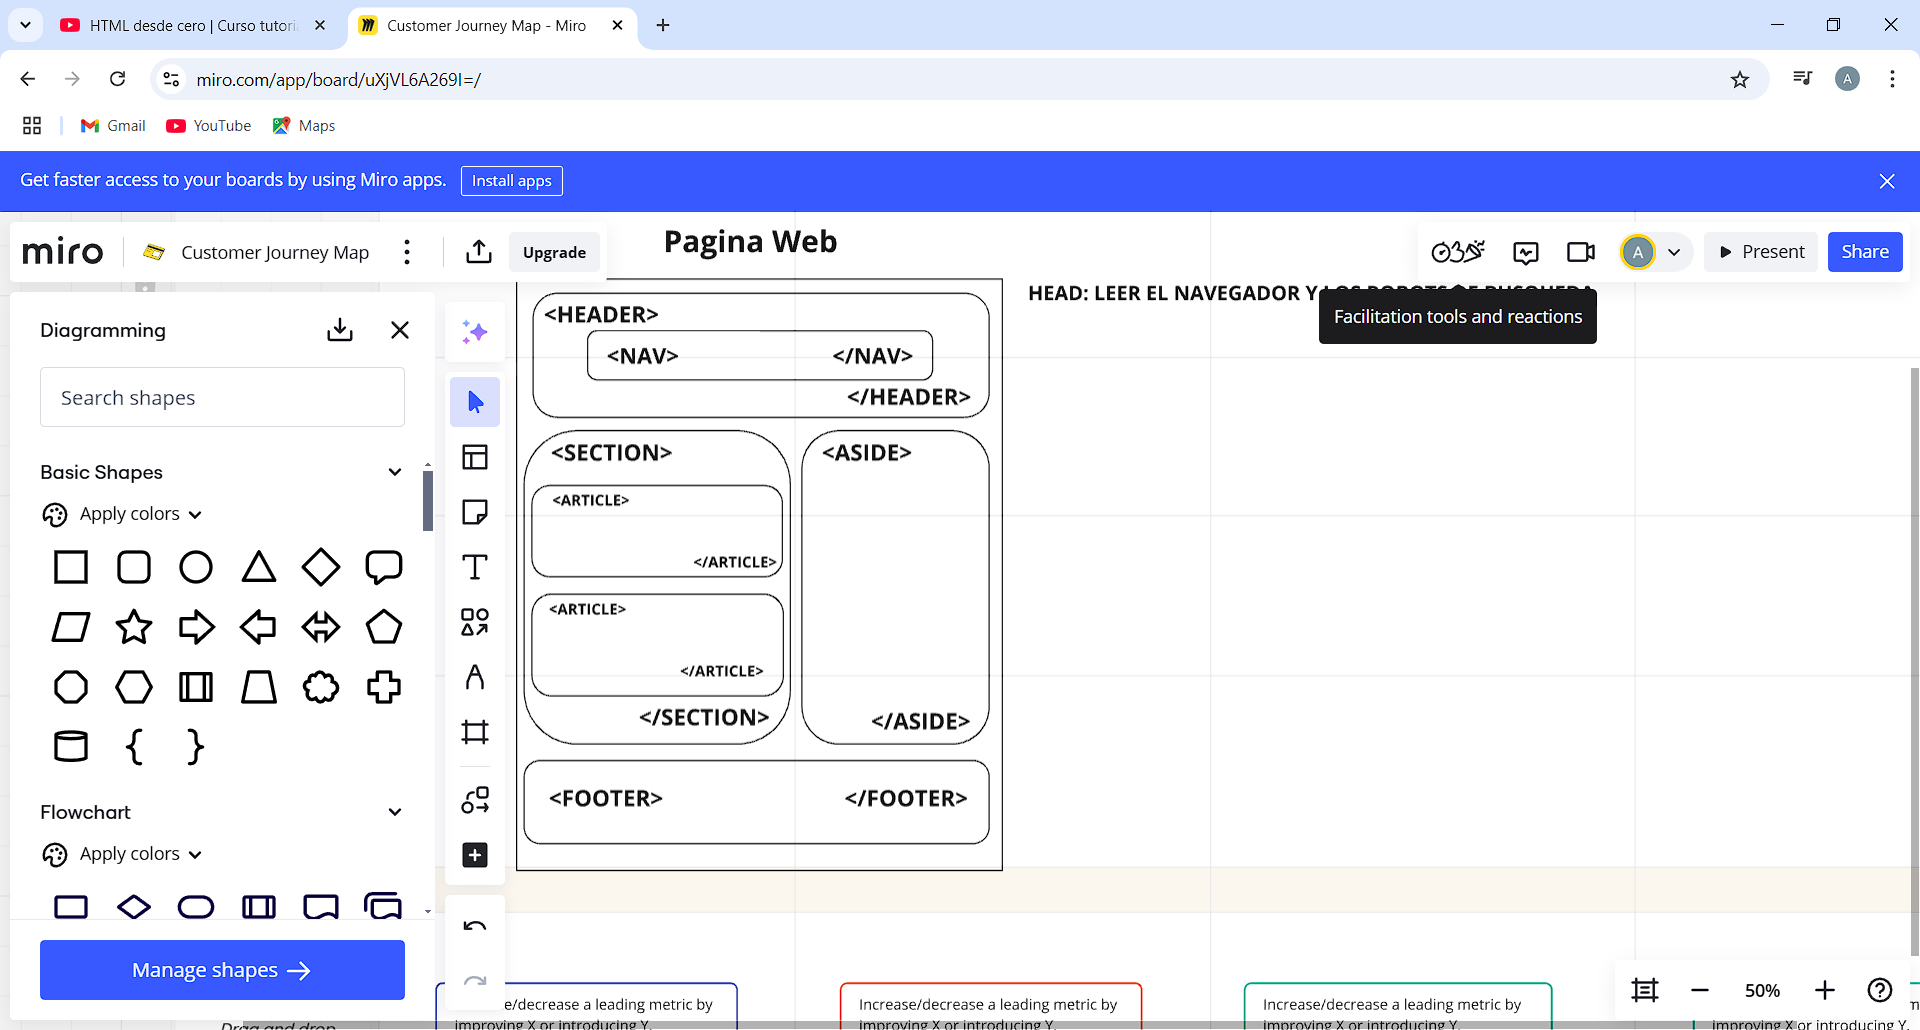 HTML desde cero | Curso tutori
Customer Journey Map - Miro
miro.com/app/board/uXjVL6A269I=/
A
Gmail
YouTube
Maps
Get faster access to your boards by using Miro apps.
Install apps
miro
Customer Journey Map
Upgrade
Pagina Web
A
Present
Share
HEAD: LEER EL NAVEGADOR Y LOS ROBOTS DE BUSQUEDA
Facilitation tools and reactions
Diagramming
Search shapes
Basic Shapes
Apply colors
Flowchart
Apply colors
Manage shapes
Drag and drop
<HEADER>
<NAV> </NAV>
</HEADER>
<SECTION>
<ARTICLE>
</ARTICLE>
<ARTICLE>
</ARTICLE>
</SECTION>
<ASIDE>
</ASIDE>
<FOOTER> </FOOTER>
e/decrease a leading metric by
improving X or introducing Y.
Increase/decrease a leading metric by
improving X or introducing Y.
Increase/decrease a leading metric by
improving X or introducing Y.
improving X or introducing Y.
50%